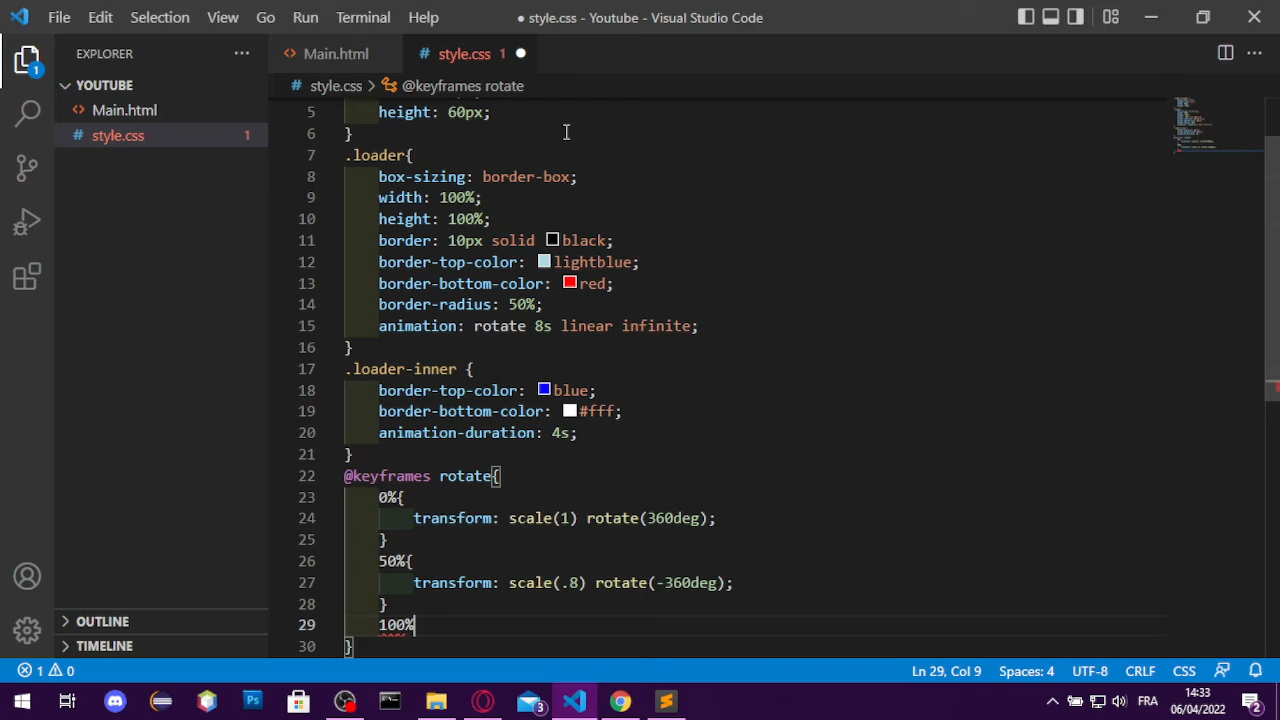 File Edit Selection View Go Run Terminal Help
● style.css - Youtube - Visual Studio Code
EXPLORER ···
YOUTUBE
Main.html
style.css 1
OUTLINE
TIMELINE
1
Main.html
style.css 1 ●
style.css > @keyframes rotate
5 height: 60px;
6 }
7 .loader{
8 box-sizing: border-box;
9 width: 100%;
10 height: 100%;
11 border: 10px solid black;
12 border-top-color: lightblue;
13 border-bottom-color: red;
14 border-radius: 50%;
15 animation: rotate 8s linear infinite;
16 }
17 .loader-inner {
18 border-top-color: blue;
19 border-bottom-color: #fff;
20 animation-duration: 4s;
21 }
22 @keyframes rotate{
23 0%{
24 transform: scale(1) rotate(360deg);
25 }
26 50%{
27 transform: scale(.8) rotate(-360deg);
28 }
29 100%
30 }
1 0
Ln 29, Col 9 Spaces: 4 UTF-8 CRLF CSS
Ps 3
FRA 14:33
06/04/2022 2